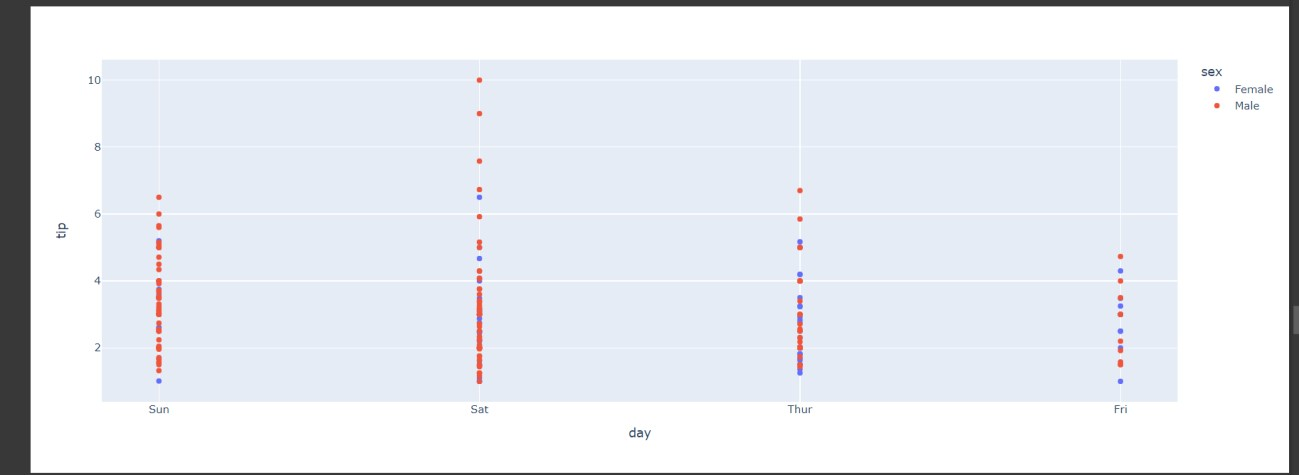 sex
Female
Male
10
8
6
4
2
tip
Sun Sat Thur Fri
day